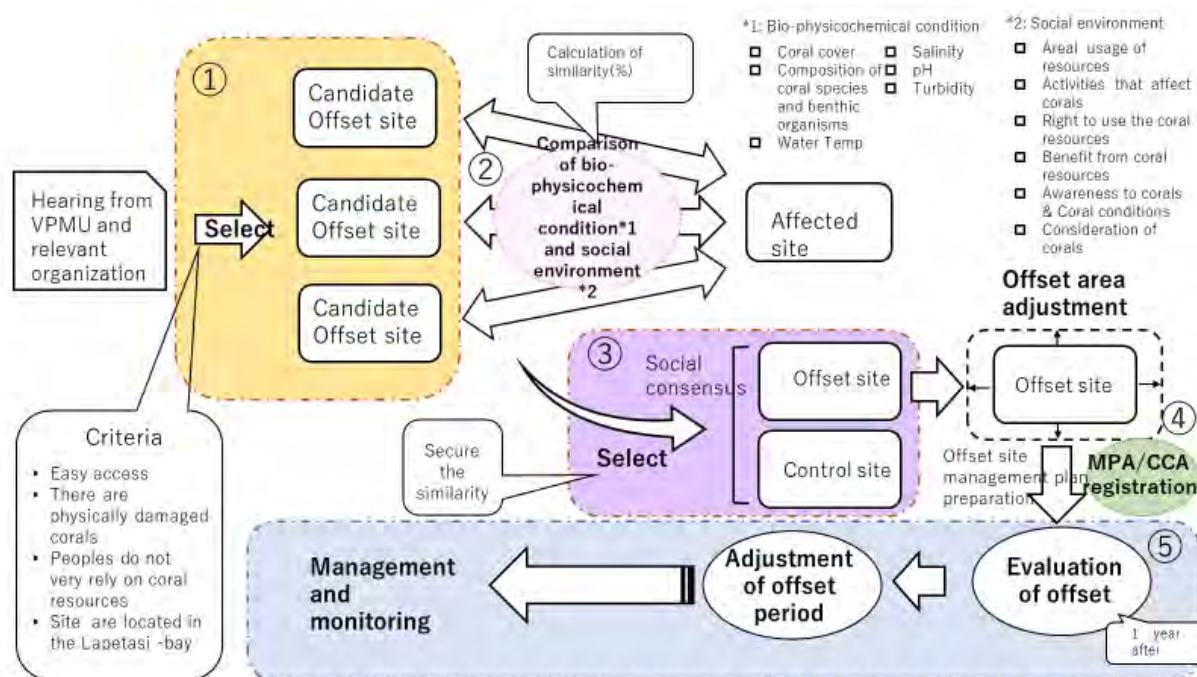 ①
Candidate
Offset site
Candidate
Offset site
Candidate
Offset site
Hearing from
VPMU and
relevant
organization
Select
Criteria
▪ Easy access
▪ There are
physically damaged
corals
▪ Peoples do not
very rely on coral
resources
▪ Site are located in
the Lapetasi -bay
Calculation of
similarity(%)
②
Comparison
of bio-
physicochem
ical
condition*1
and social
environment
*2
Affected
site
*1: Bio-physicochemical condition
□ Coral cover
□ Composition of
coral species
and benthic
organisms
□ Water Temp
□ Salinity
□ pH
□ Turbidity
*2: Social environment
□ Areal usage of
resources
□ Activities that affect
corals
□ Right to use the coral
resources
□ Benefit from coral
resources
□ Awareness to corals
& Coral conditions
□ Consideration of
corals
③
Social
consensus
Select
Secure
the
similarity
Offset site
Control site
Offset area
adjustment
Offset site
④
Offset site
management plan
preparation
MPA/CCA
registration
⑤
Evaluation
of offset
1 year
after
Adjustment
of offset
period
Management
and
monitoring